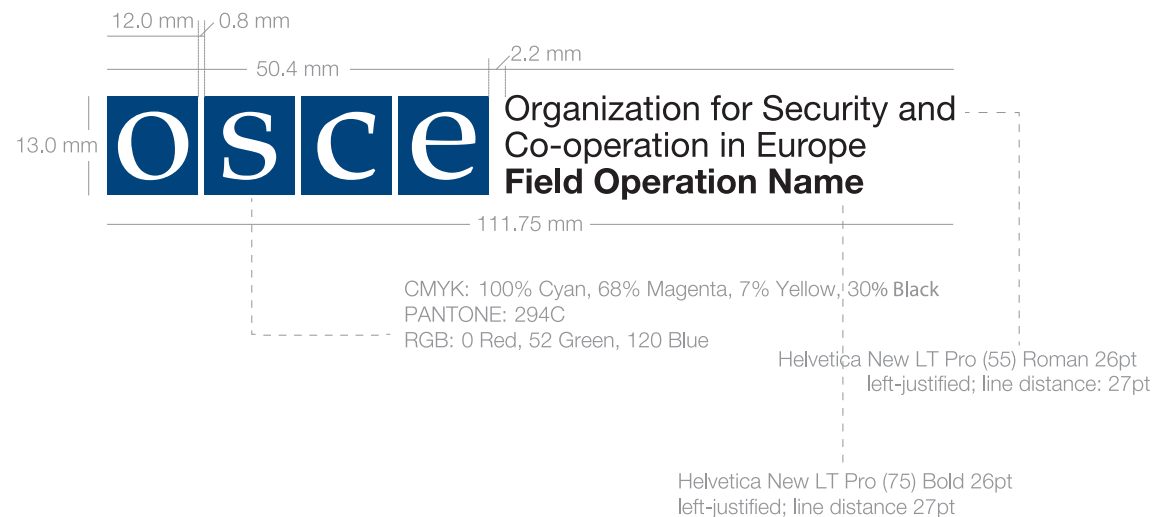 12.0 mm 0.8 mm
50.4 mm 2.2 mm
13.0 mm
osce
Organization for Security and
Co-operation in Europe
Field Operation Name
111.75 mm
CMYK: 100% Cyan, 68% Magenta, 7% Yellow, 30% Black
PANTONE: 294C
RGB: 0 Red, 52 Green, 120 Blue
Helvetica New LT Pro (55) Roman 26pt
left-justified; line distance: 27pt
Helvetica New LT Pro (75) Bold 26pt
left-justified; line distance 27pt